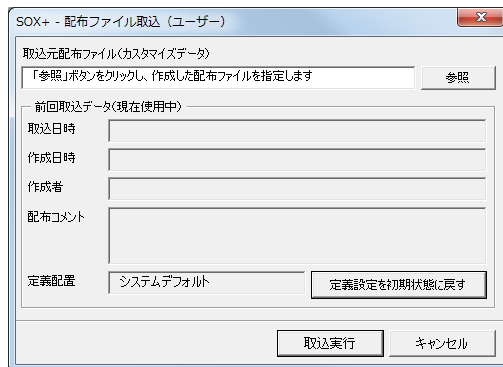 SOX+ - 配布ファイル取込（ユーザー）
取込元配布ファイル(カスタマイズデータ)
「参照」ボタンをクリックし、作成した配布ファイルを指定します
参照
前回取込データ(現在使用中)
取込日時
作成日時
作成者
配布コメント
定義配置
システムデフォルト
定義設定を初期状態に戻す
取込実行
キャンセル